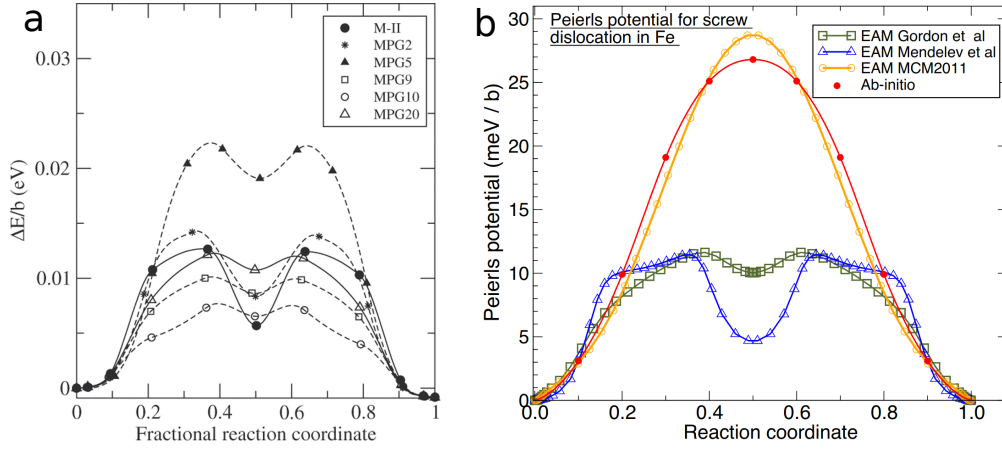 a
M-II
MPG2
MPG5
MPG9
MPG10
MPG20
0.03
0.02
0.01
0
ΔE/b (eV)
0 0.2 0.4 0.6 0.8 1
Fractional reaction coordinate
b
Peierls potential for screw
dislocation in Fe
EAM Gordon et al
EAM Mendelev et al
EAM MCM2011
Ab-initio
30
25
20
15
10
5
0
Peierls potential (meV / b)
0.0 0.2 0.4 0.6 0.8 1.0
Reaction coordinate